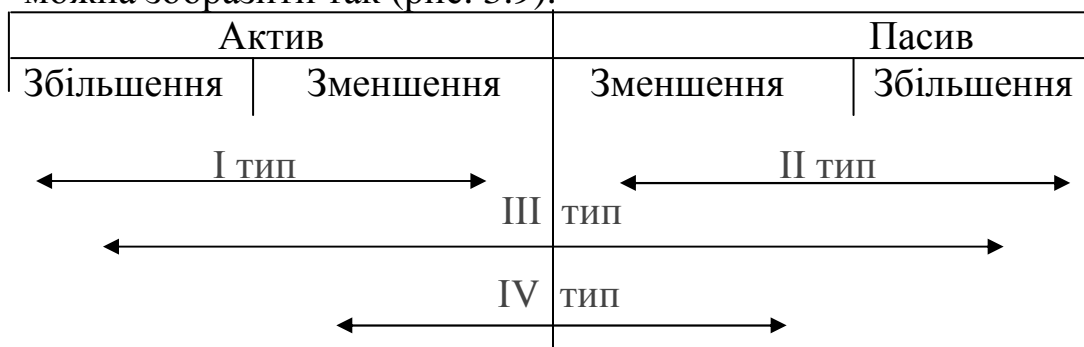 можна зобразити так (рис. 3.9).
Актив Пасив
Збільшення Зменшення Зменшення Збільшення
I тип II тип
III тип
IV тип